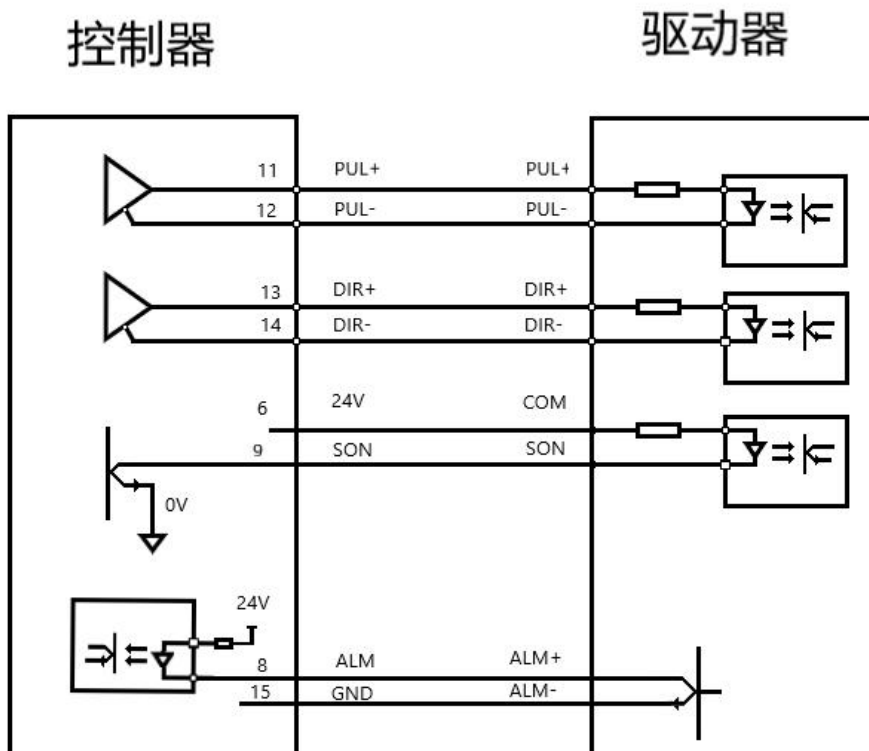 控制器 驱动器
11 PUL+ PUL+
12 PUL- PUL-
13 DIR+ DIR+
14 DIR- DIR-
6 24V COM
9 SON SON
0V
24V
8 ALM ALM+
15 GND ALM-